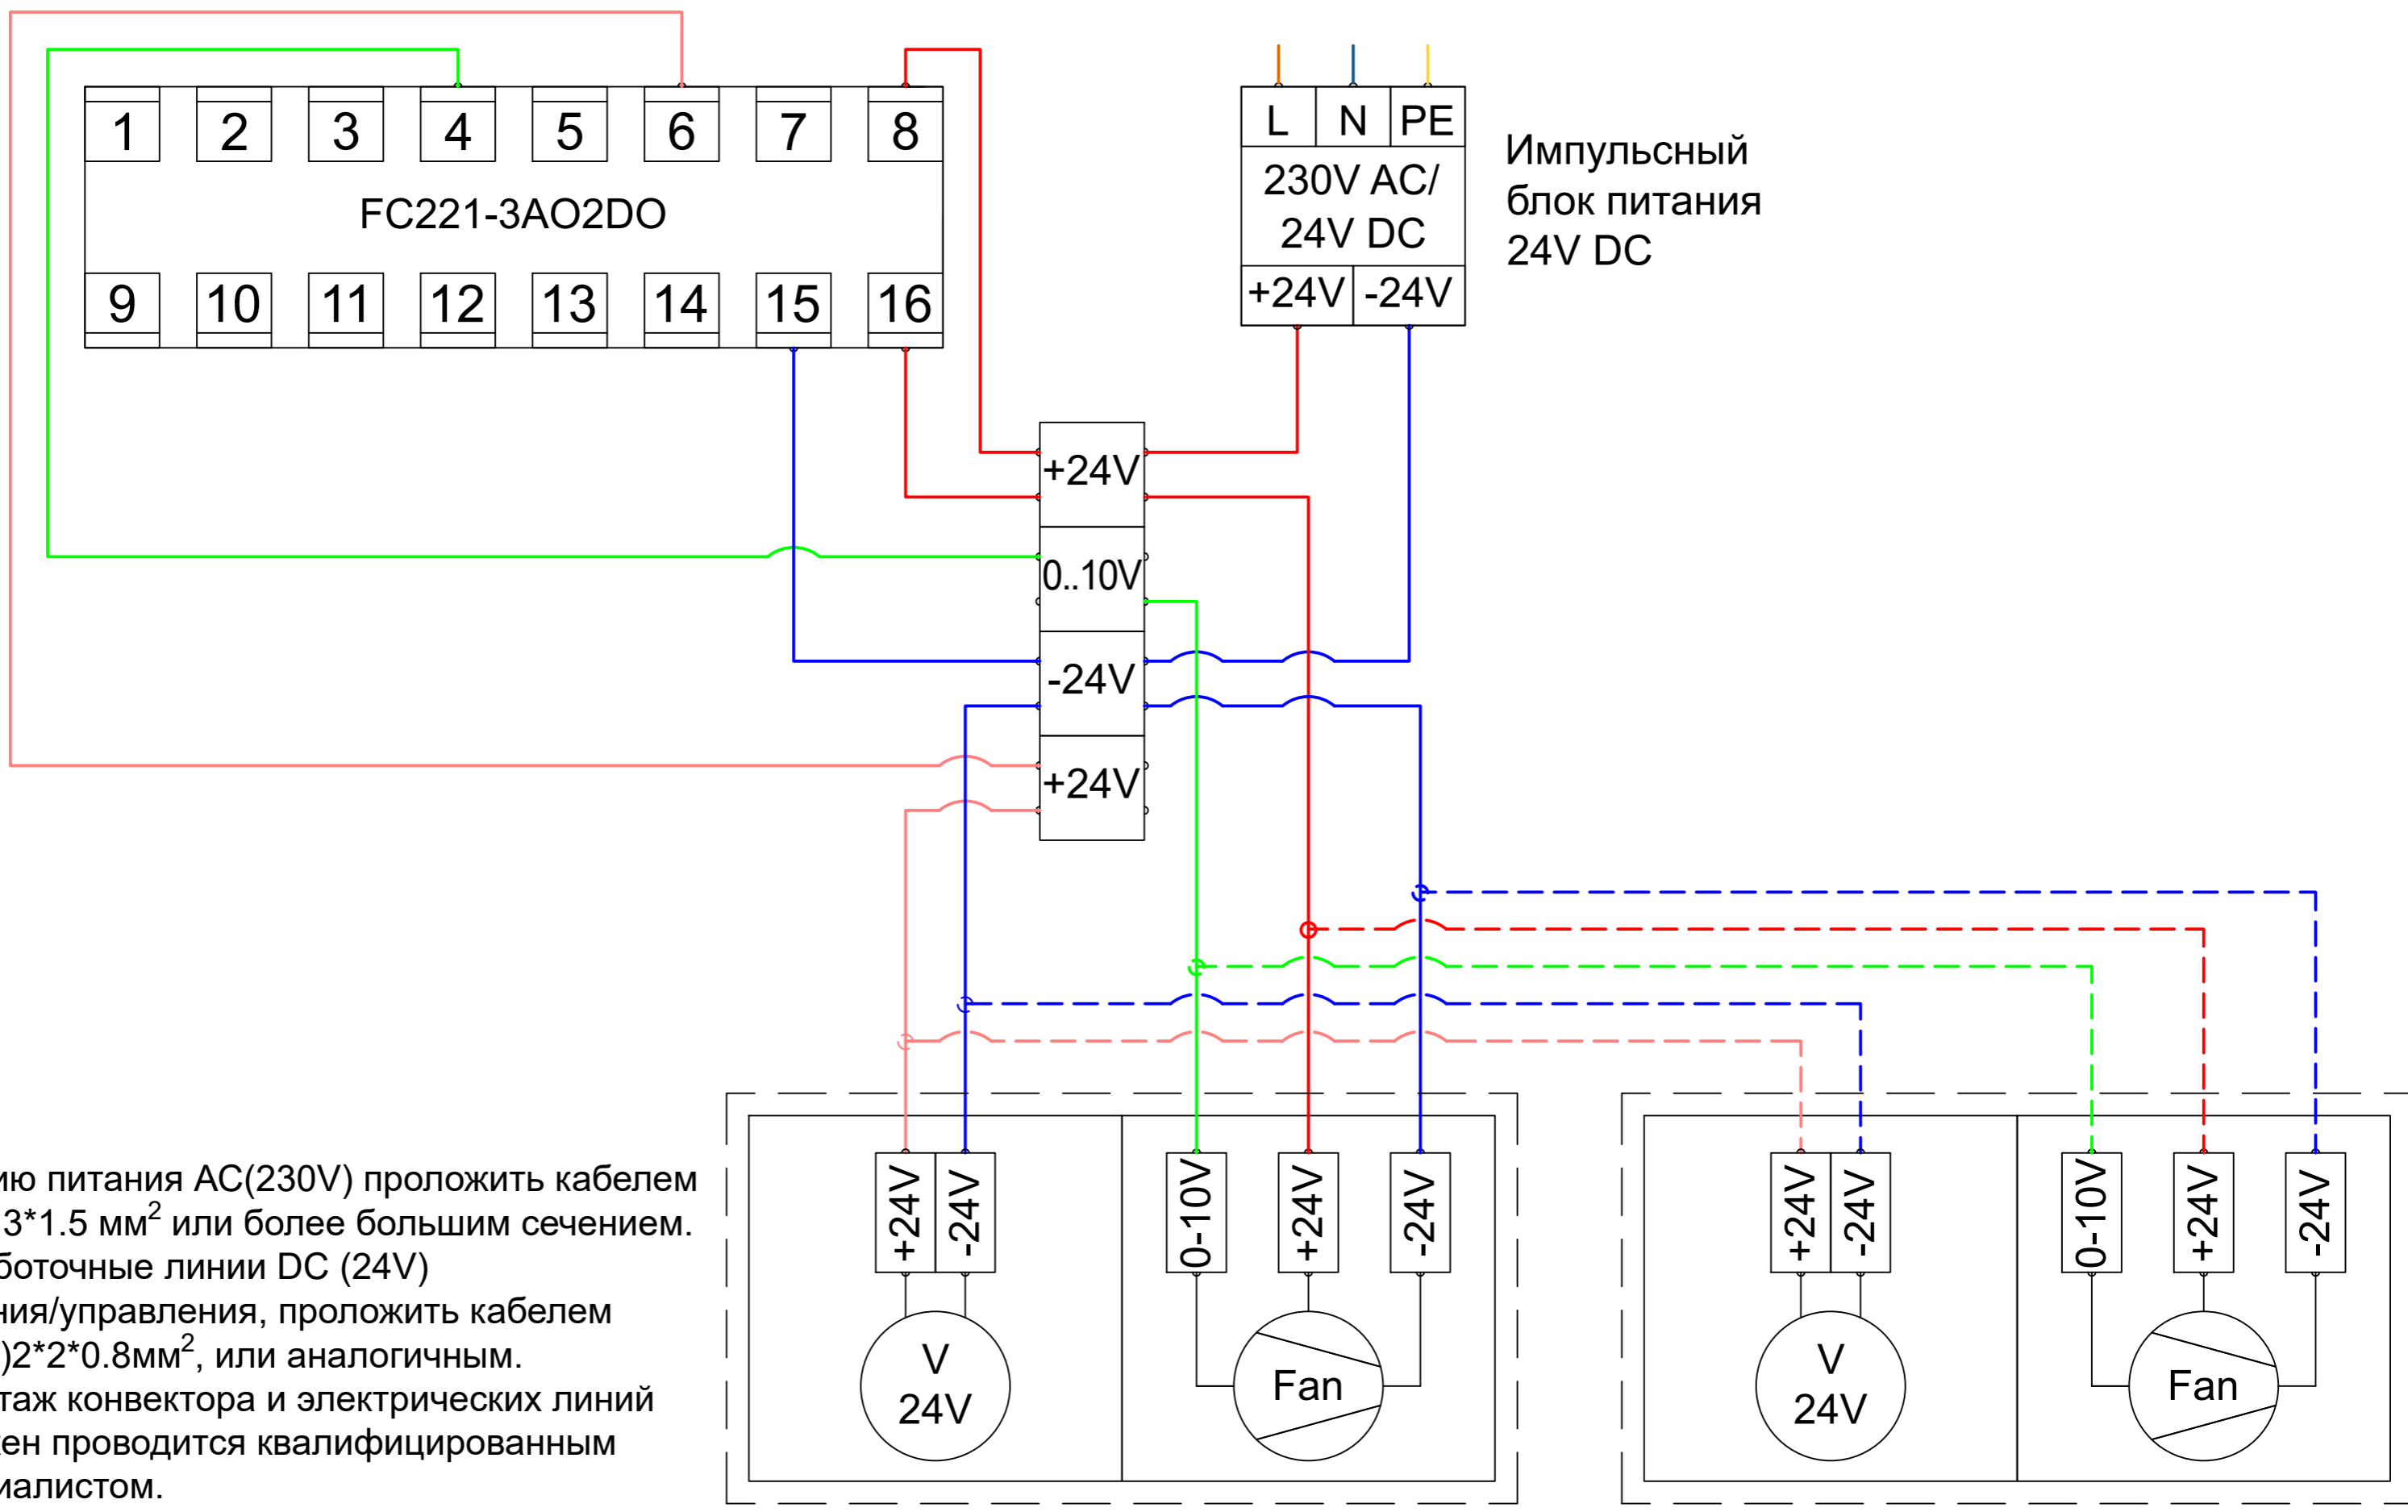 1 2 3 4 5 6 7 8
FC221-3AO2DO
9 10 11 12 13 14 15 16
L N PE
230V AC/
24V DC
+24V -24V
Импульсный
блок питания
24V DC
+24V
0..10V
-24V
+24V
ию питания AC(230V) проложить кабелем
3*1.5 мм² или более большим сечением.
боточные линии DC (24V)
ния/управления, проложить кабелем
)2*2*0.8мм², или аналогичным.
таж конвектора и электрических линий
ен проводится квалифицированным
иалистом.
+24V -24V 0-10V +24V -24V
V
24V
Fan
+24V -24V 0-10V +24V -24V
V
24V
Fan